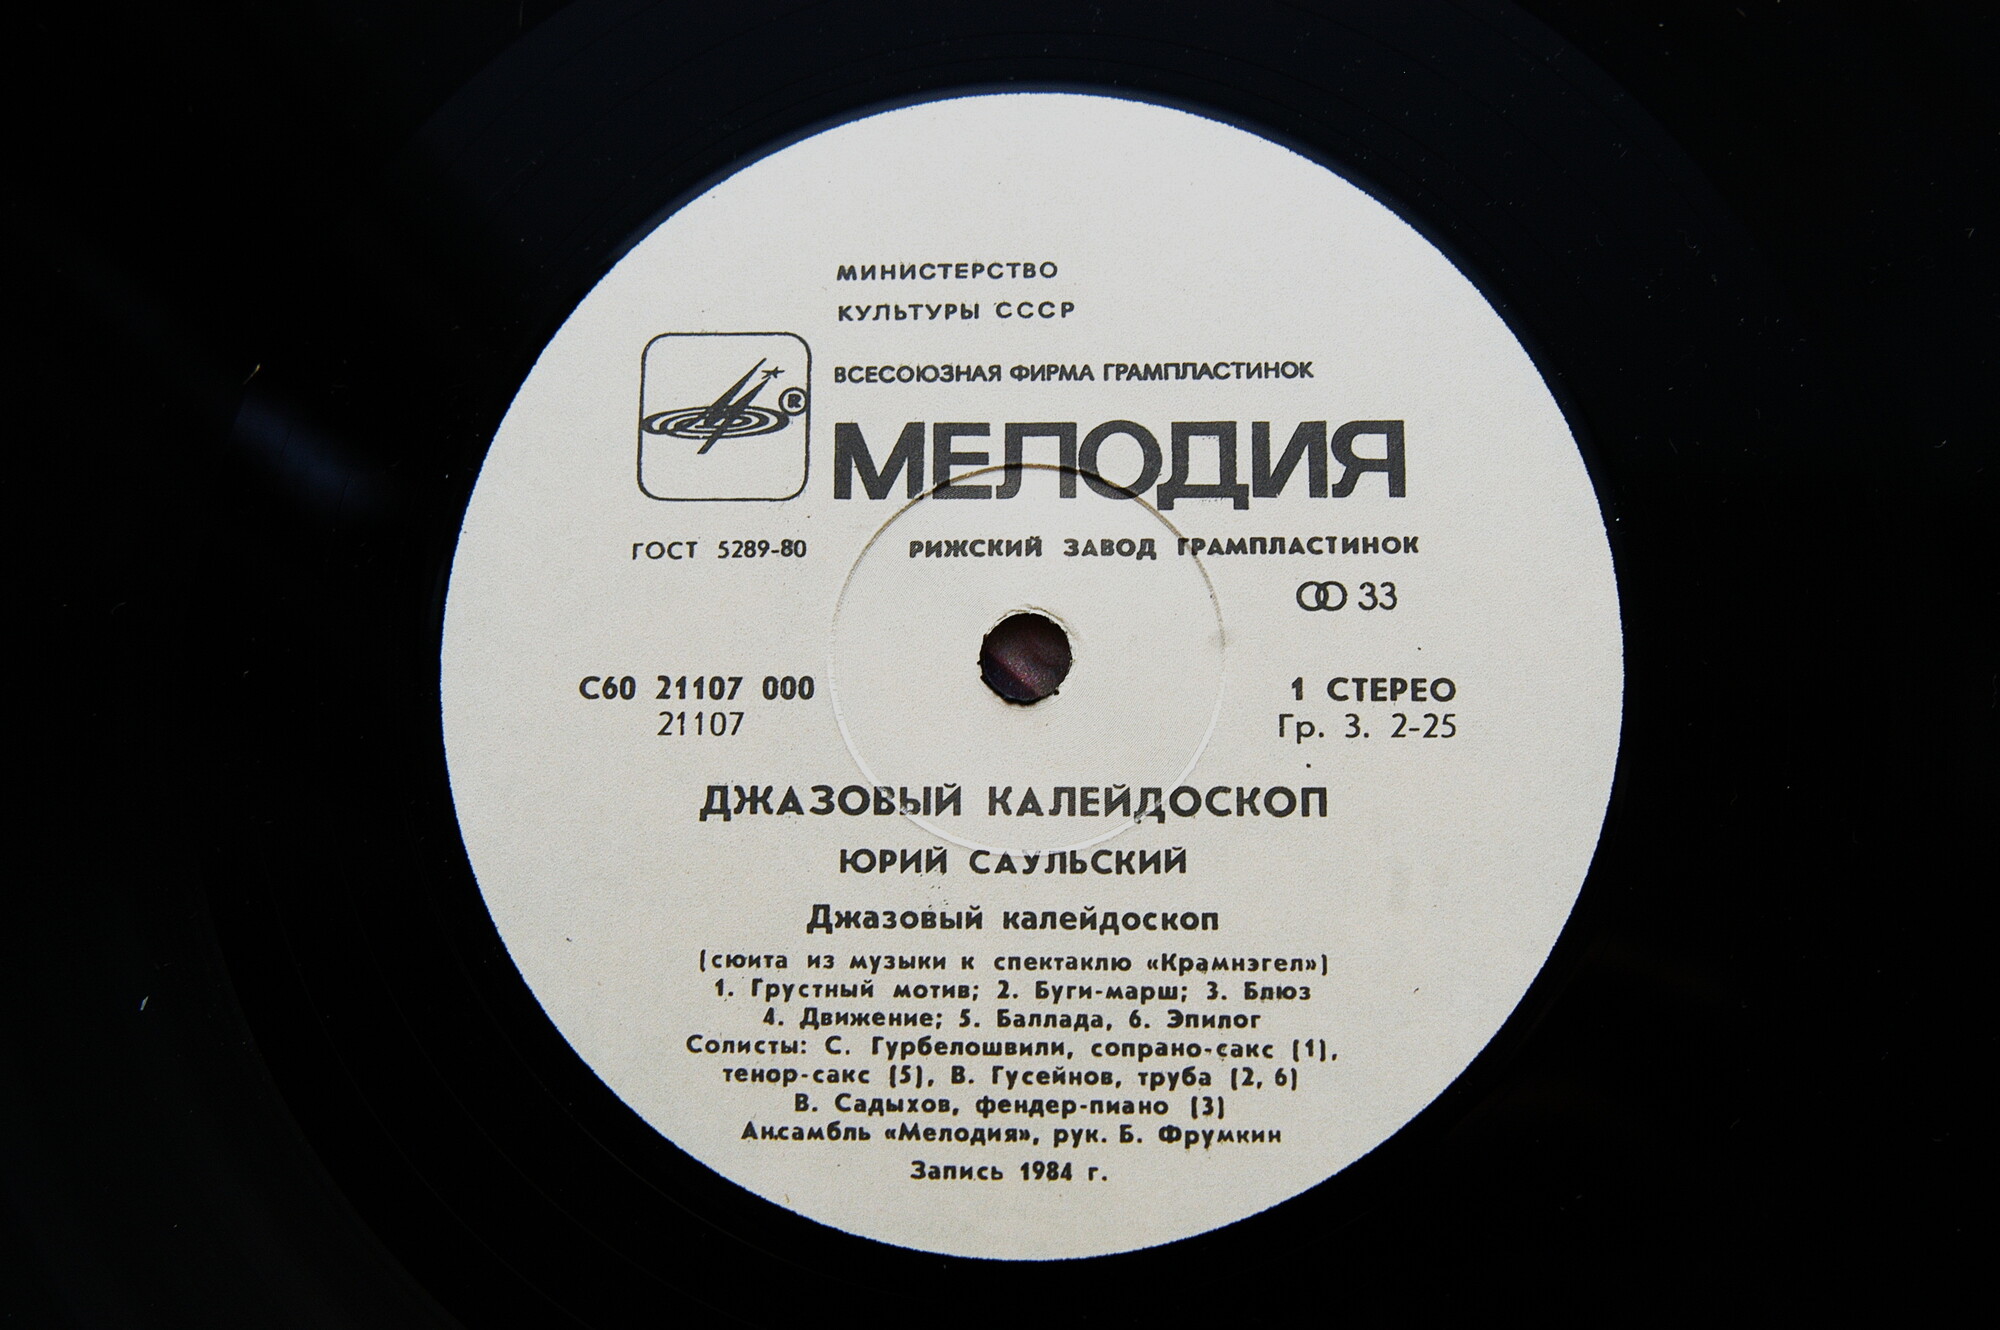 МИНИСТЕРСТВО
КУЛЬТУРЫ СССР
ВСЕСОЮЗНАЯ ФИРМА ГРАМПЛАСТИНОК
®
МЕЛОДИЯ
ГОСТ 5289-80 РИЖСКИЙ ЗАВОД ГРАМПЛАСТИНОК
33
С60 21107 000 1 СТЕРЕО
21107 Гр. 3. 2-25
ДЖАЗОВЫЙ КАЛЕЙДОСКОП
ЮРИЙ САУЛЬСКИЙ
Джазовый калейдоскоп
(сюита из музыки к спектаклю «Крамнэгел»)
1. Грустный мотив; 2. Буги-марш; 3. Блюз
4. Движение; 5. Баллада, 6. Эпилог
Солисты: С. Гурбелошвили, сопрано-сакс (1),
тенор-сакс (5), В. Гусейнов, труба (2, 6)
В. Садыхов, фендер-пиано (3)
Ансамбль «Мелодия», рук. Б. Фрумкин
Запись 1984 г.